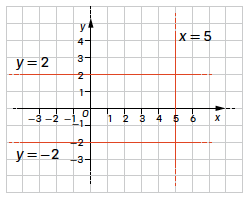 y
x = 5
4
y = 2
3
2
1
O
-3 -2 -1 1 2 3 4 5 6 x
-1
-2
y = -2
-3